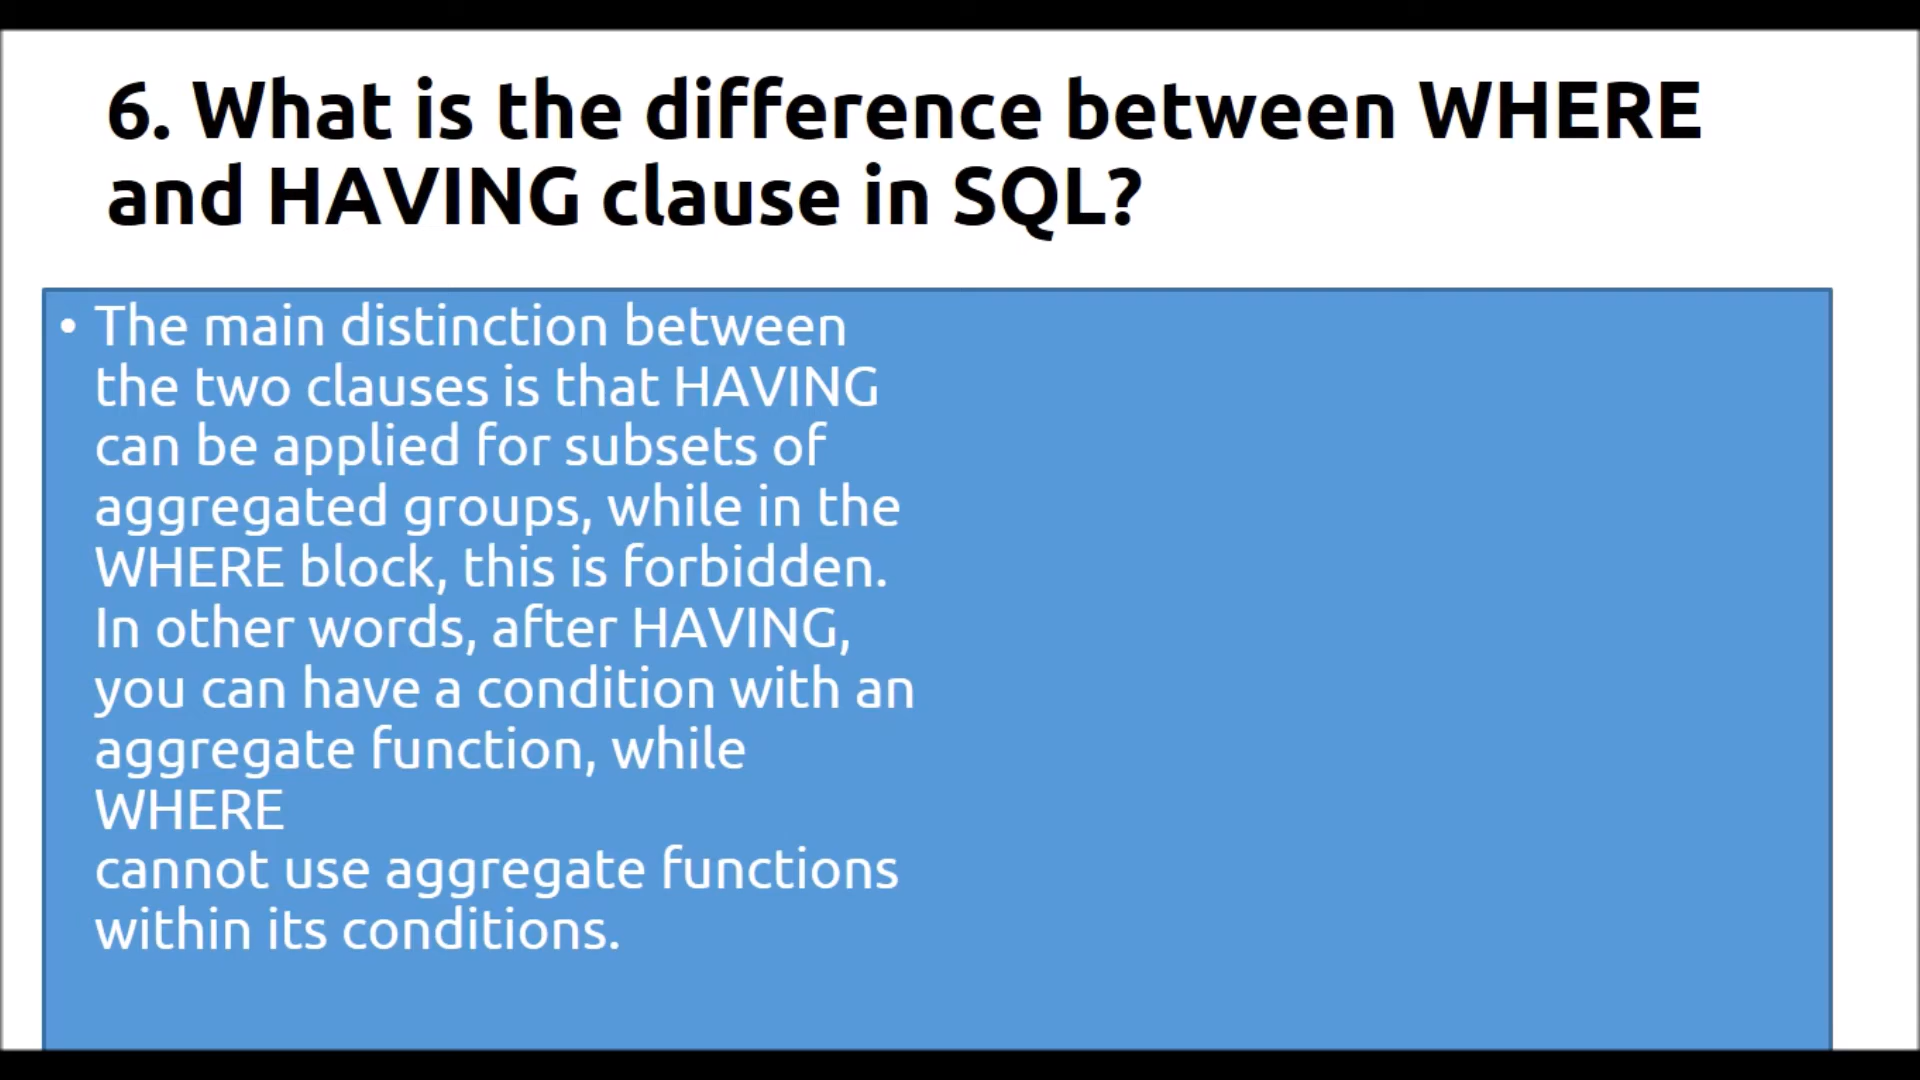 6. What is the difference between WHERE
and HAVING clause in SQL?
• The main distinction between
the two clauses is that HAVING
can be applied for subsets of
aggregated groups, while in the
WHERE block, this is forbidden.
In other words, after HAVING,
you can have a condition with an
aggregate function, while
WHERE
cannot use aggregate functions
within its conditions.